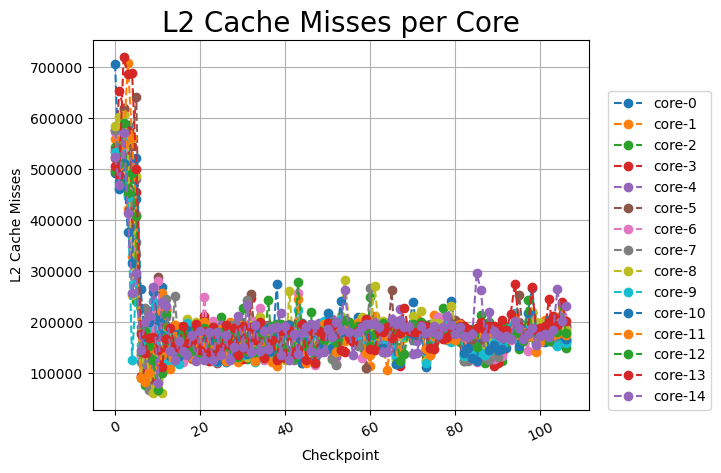 L2 Cache Misses per Core
L2 Cache Misses
700000
600000
500000
400000
300000
200000
100000
0
20
40
60
80
100
Checkpoint
core-0
core-1
core-2
core-3
core-4
core-5
core-6
core-7
core-8
core-9
core-10
core-11
core-12
core-13
core-14